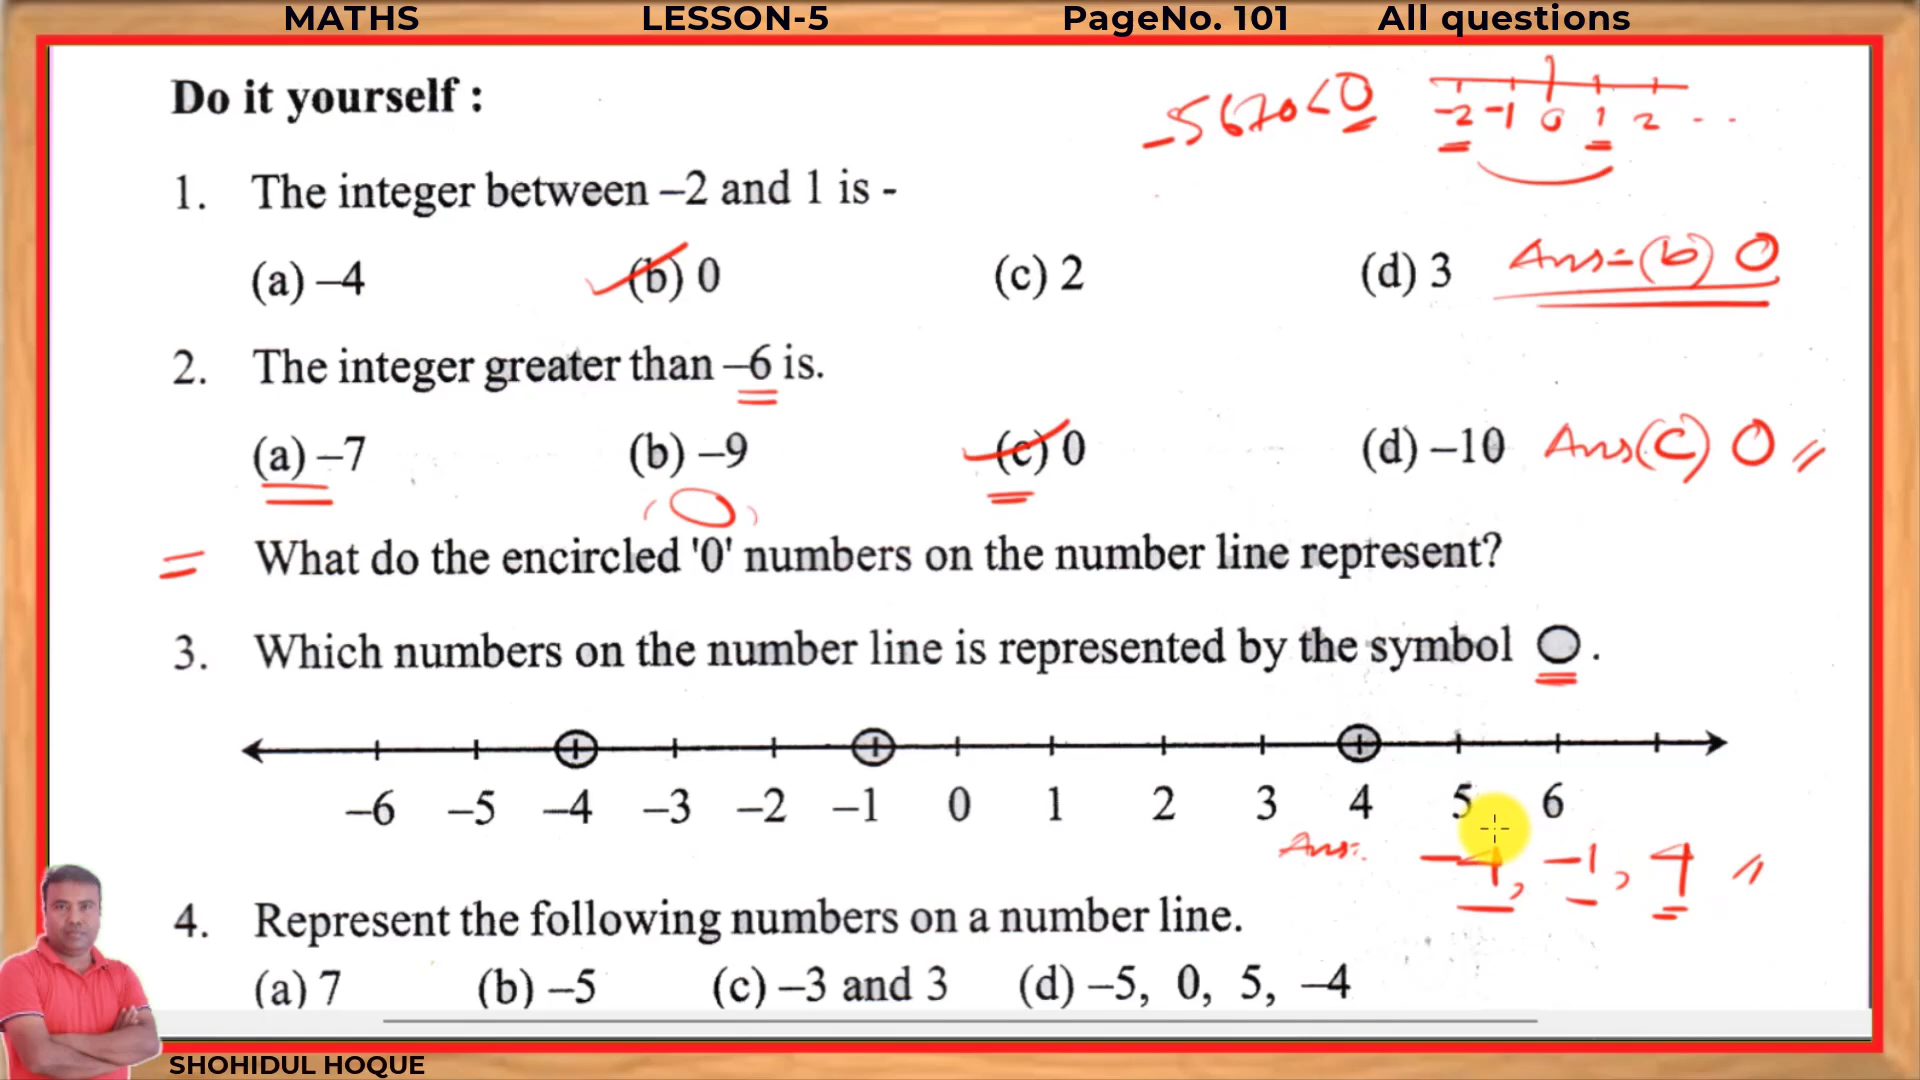 MATHS LESSON-5 PageNo. 101 All questions
Do it yourself :
-5670<0
-2 -1 0 1 2 - -
1. The integer between –2 and 1 is -
(a) –4 (b) 0 (c) 2 (d) 3 Ans=(b) 0
2. The integer greater than –6 is.
(a) –7 (b) –9 (c) 0 (d) –10 Ans(C) 0
What do the encircled '0' numbers on the number line represent?
3. Which numbers on the number line is represented by the symbol O .
–6 –5 –4 –3 –2 –1 0 1 2 3 4 5 6
Ans: -4, -1, 4
4. Represent the following numbers on a number line.
(a) 7 (b) –5 (c) –3 and 3 (d) –5, 0, 5, –4
SHOHIDUL HOQUE